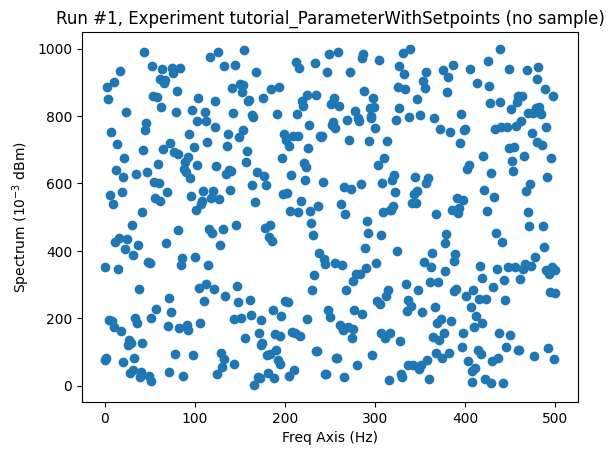 Run #1, Experiment tutorial_ParameterWithSetpoints (no sample)
1000
800
600
400
200
0
Spectrum (10⁻³ dBm)
0 100 200 300 400 500
Freq Axis (Hz)